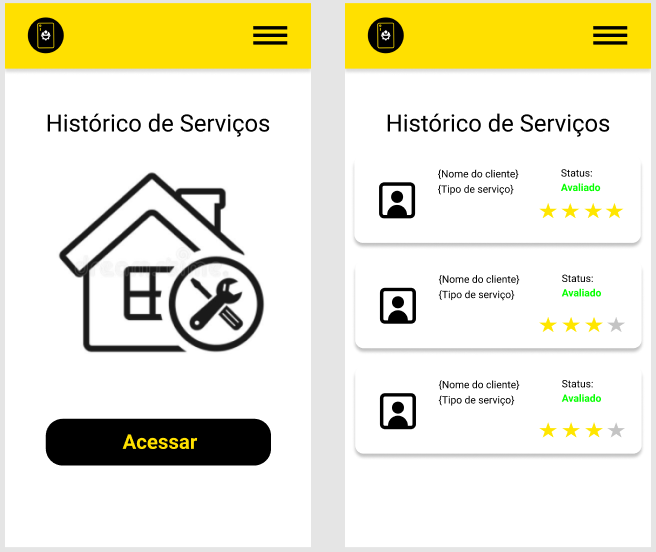 Histórico de Serviços
Acessar
Histórico de Serviços
{Nome do cliente}
{Tipo de serviço}
Status:
Avaliado
{Nome do cliente}
{Tipo de serviço}
Status:
Avaliado
{Nome do cliente}
{Tipo de serviço}
Status:
Avaliado